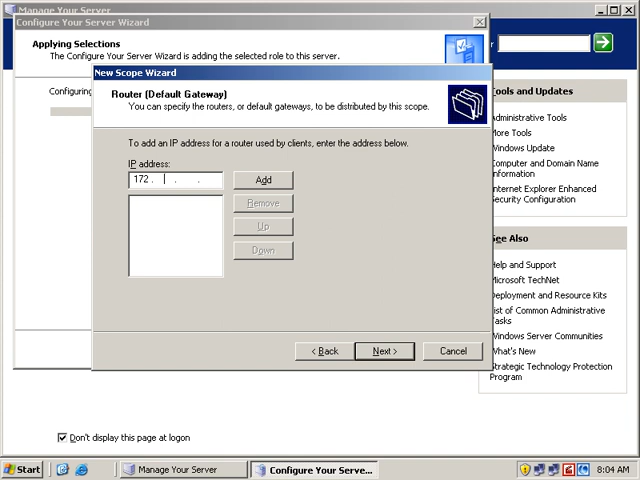 Manage Your Server
Configure Your Server Wizard
Applying Selections
The Configure Your Server Wizard is adding the selected role to this server.
r
Configuring
New Scope Wizard
Router (Default Gateway)
You can specify the routers, or default gateways, to be distributed by this scope.
To add an IP address for a router used by clients, enter the address below.
IP address:
172 . . .
Add
Remove
Up
Down
< Back
Next >
Cancel
Tools and Updates
Administrative Tools
More Tools
Windows Update
Computer and Domain Name
Information
Internet Explorer Enhanced
Security Configuration
See Also
Help and Support
Microsoft TechNet
Deployment and Resource Kits
List of Common Administrative
Tasks
Windows Server Communities
What's New
Strategic Technology Protection
Program
Don't display this page at logon
Start
Manage Your Server
Configure Your Serve...
8:04 AM